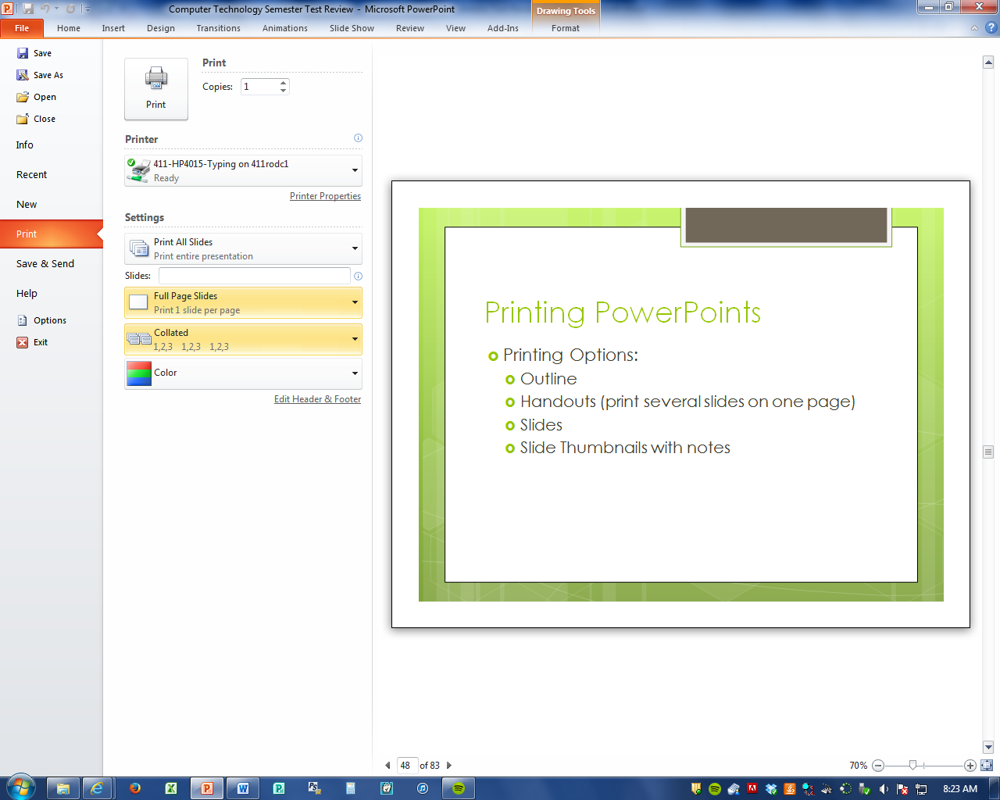 Computer Technology Semester Test Review - Microsoft PowerPoint
Drawing Tools
File Home Insert Design Transitions Animations Slide Show Review View Add-Ins Format
Save
Save As
Open
Close
Info
Recent
New
Print
Save & Send
Help
Options
Exit
Print
Print
Copies: 1
Printer
411-HP4015-Typing on 411rodc1
Ready
Printer Properties
Settings
Print All Slides
Print entire presentation
Slides:
Full Page Slides
Print 1 slide per page
Collated
1,2,3 1,2,3 1,2,3
Color
Edit Header & Footer
Printing PowerPoints
Printing Options:
Outline
Handouts (print several slides on one page)
Slides
Slide Thumbnails with notes
48 of 83
70%
8:23 AM